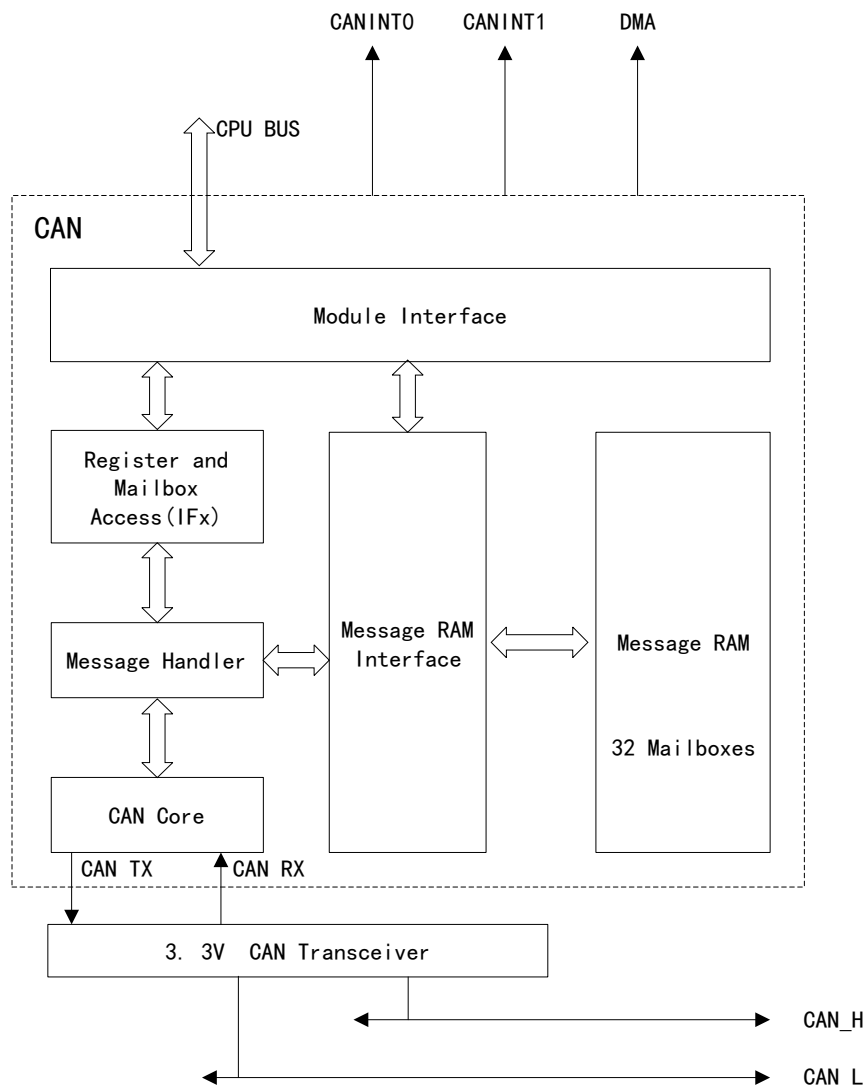 CANINT0
CANINT1
DMA
CPU BUS
CAN
Module Interface
Register and
Mailbox
Access(IFx)
Message Handler
Message RAM
Interface
Message RAM
32 Mailboxes
CAN Core
CAN TX
CAN RX
3. 3V CAN Transceiver
CAN_H
CAN L